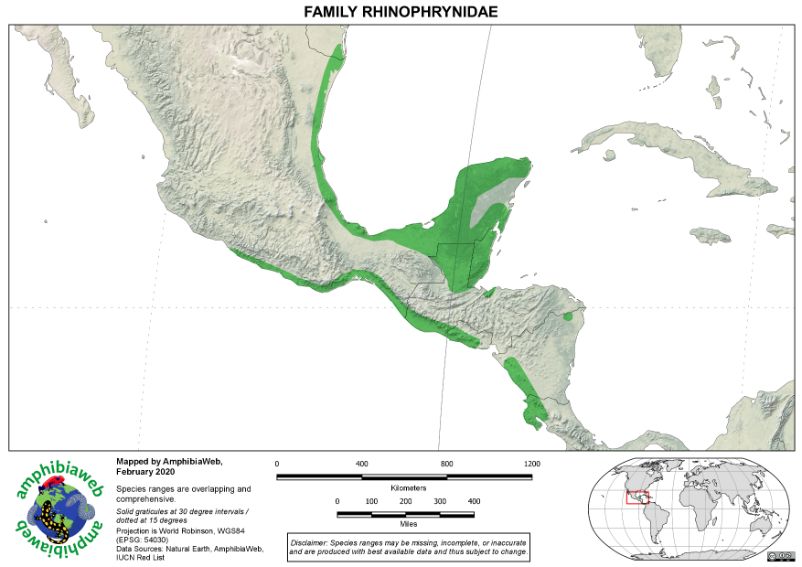 FAMILY RHINOPHRYNIDAE
amphibiaweb
amphibiaweb
amphibiaweb
Mapped by AmphibiaWeb,
February 2020
Species ranges are overlapping and
comprehensive.
Solid graticules at 30 degree intervals /
dotted at 15 degrees
Projection is World Robinson, WGS84
(EPSG: 54030)
Data Sources: Natural Earth, AmphibiaWeb,
IUCN Red List
0 400 800 1200
Kilometers
0 100 200 300 400
Miles
Disclaimer: Species ranges may be missing, incomplete, or inaccurate
and are produced with best available data and thus subject to change.